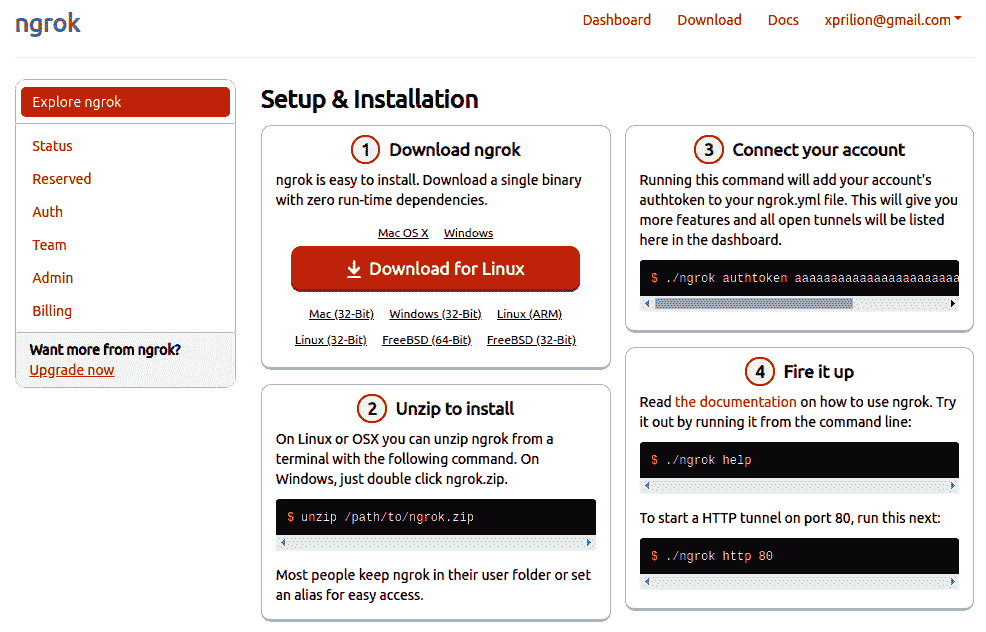 ngrok
Dashboard Download Docs xprilion@gmail.com
Explore ngrok
Status
Reserved
Auth
Team
Admin
Billing
Want more from ngrok?
Upgrade now
Setup & Installation
1 Download ngrok
ngrok is easy to install. Download a single binary
with zero run-time dependencies.
Mac OS X Windows
Download for Linux
Mac (32-Bit) Windows (32-Bit) Linux (ARM)
Linux (32-Bit) FreeBSD (64-Bit) FreeBSD (32-Bit)
2 Unzip to install
On Linux or OSX you can unzip ngrok from a
terminal with the following command. On
Windows, just double click ngrok.zip.
$ unzip /path/to/ngrok.zip
Most people keep ngrok in their user folder or set
an alias for easy access.
3 Connect your account
Running this command will add your account's
authtoken to your ngrok.yml file. This will give you
more features and all open tunnels will be listed
here in the dashboard.
$ ./ngrok authtoken aaaaaaaaaaaaaaaaaaaaaaa
4 Fire it up
Read the documentation on how to use ngrok. Try
it out by running it from the command line:
$ ./ngrok help
To start a HTTP tunnel on port 80, run this next:
$ ./ngrok http 80